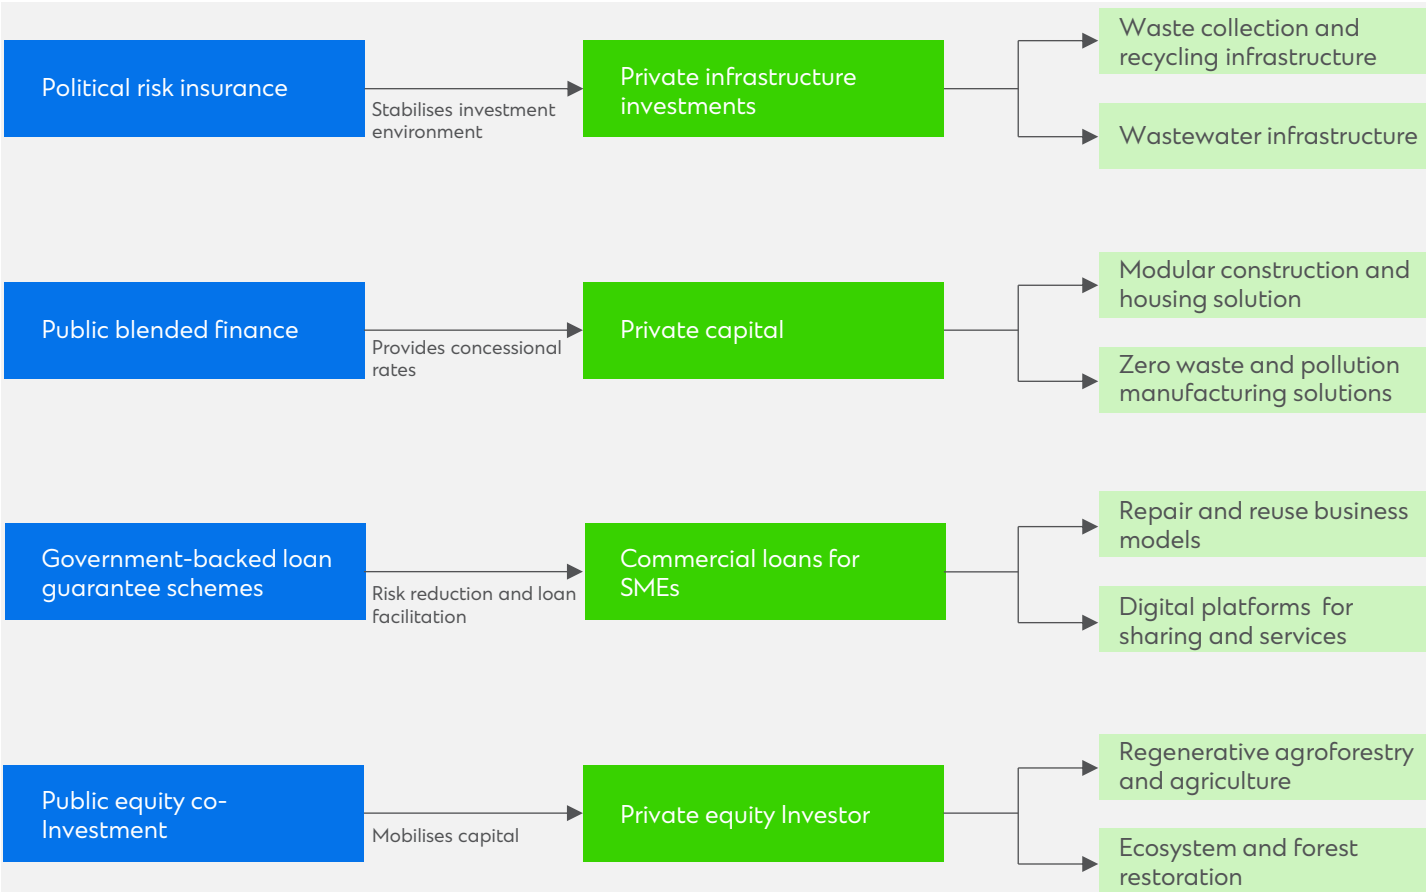 Political risk insurance
Stabilises investment
environment
Private infrastructure
investments
Waste collection and
recycling infrastructure
Wastewater infrastructure
Public blended finance
Provides concessional
rates
Private capital
Modular construction and
housing solution
Zero waste and pollution
manufacturing solutions
Government-backed loan
guarantee schemes
Risk reduction and loan
facilitation
Commercial loans for
SMEs
Repair and reuse business
models
Digital platforms  for
sharing and services
Public equity co-
Investment
Mobilises capital
Private equity Investor
Regenerative agroforestry
and agriculture
Ecosystem and forest
restoration